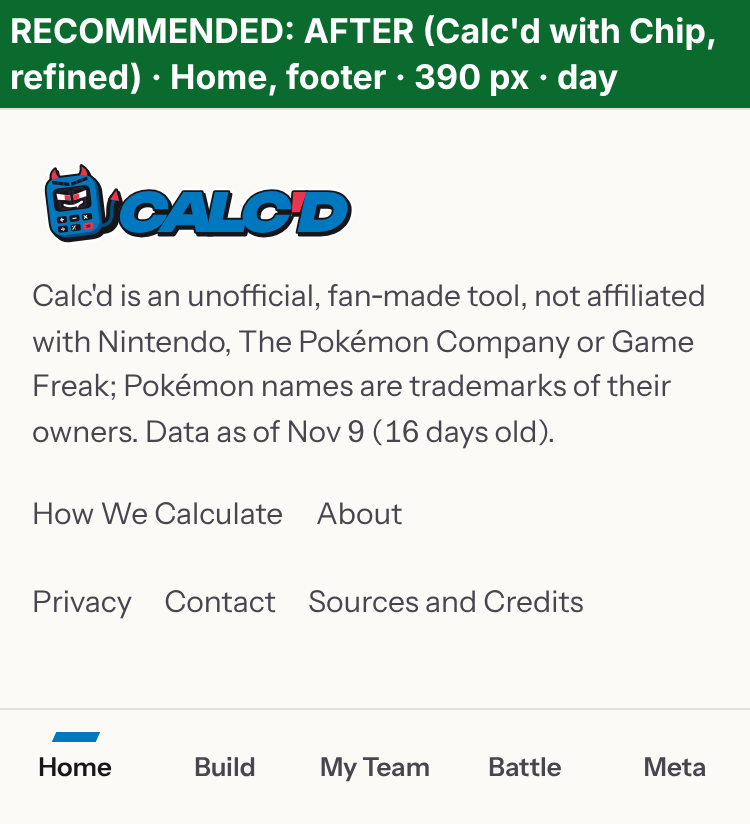 RECOMMENDED: AFTER (Calc'd with Chip,
refined) · Home, footer · 390 px · day
CALC'D
Calc'd is an unofficial, fan-made tool, not affiliated
with Nintendo, The Pokémon Company or Game
Freak; Pokémon names are trademarks of their
owners. Data as of Nov 9 (16 days old).
How We Calculate About
Privacy Contact Sources and Credits
Home Build My Team Battle Meta